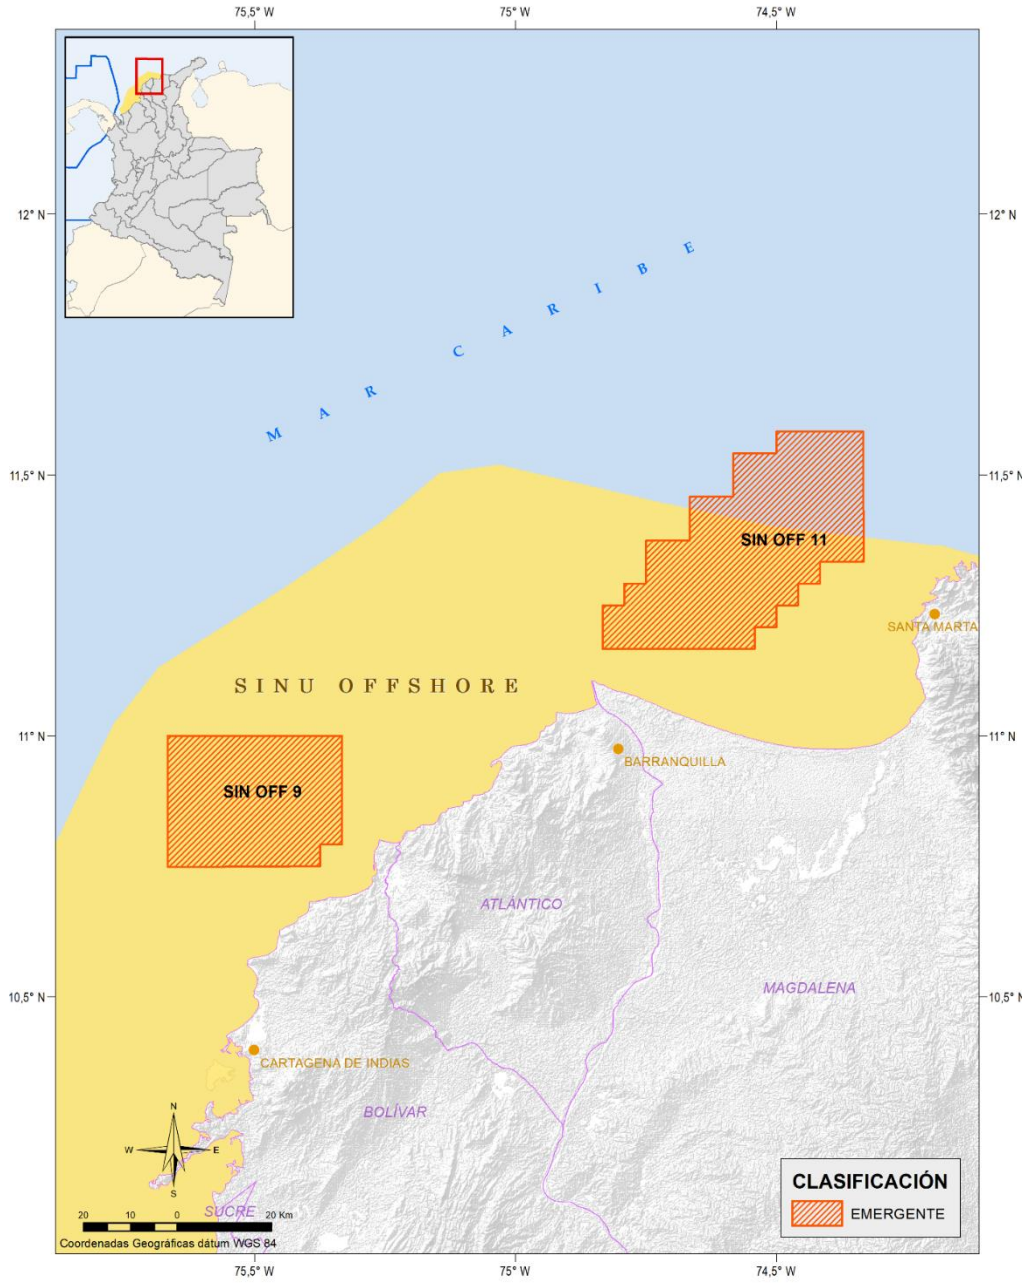 75,5° W 75° W 74,5° W
12° N 12° N
M A R C A R I B E
11,5° N 11,5° N
SIN OFF 11
SANTA MARTA
SINU OFFSHORE
11° N 11° N
BARRANQUILLA
SIN OFF 9
ATLÁNTICO
MAGDALENA
10,5° N 10,5° N
CARTAGENA DE INDIAS
BOLÍVAR
N
W E
S
SUCRE
20 10 0 20 Km
Coordenadas Geográficas dátum WGS 84
CLASIFICACIÓN
EMERGENTE
75,5° W 75° W 74,5° W